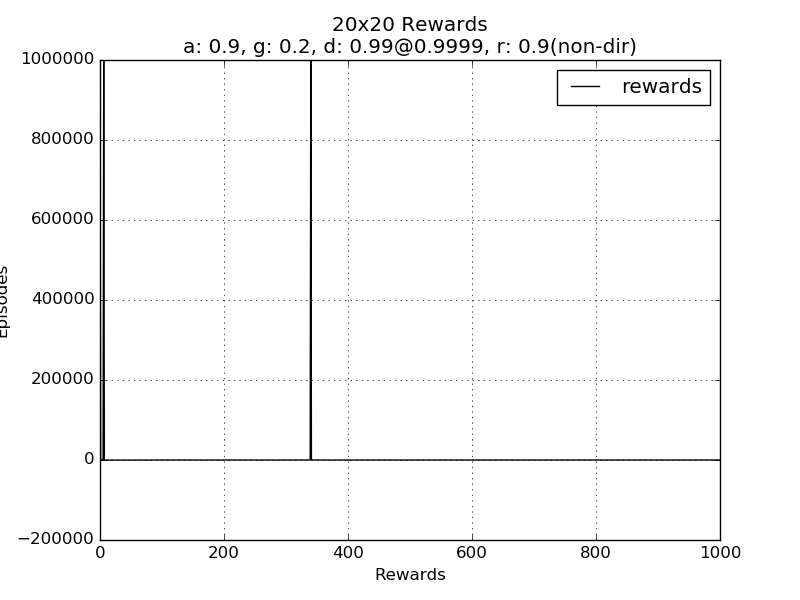 20x20 Rewards
a: 0.9, g: 0.2, d: 0.99@0.9999, r: 0.9(non-dir)
1000000
rewards
800000
600000
400000
Episodes
200000
0
−200000
0 200 400 600 800 1000
Rewards